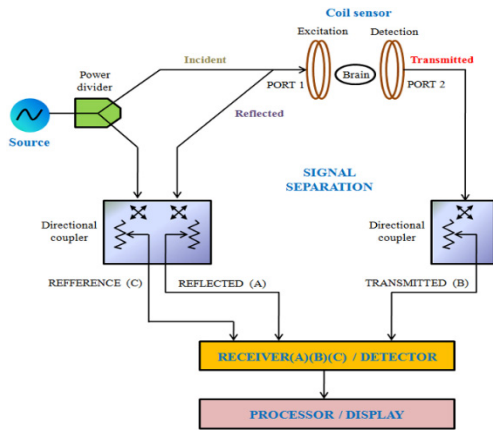 Coil sensor
Excitation
Detection
Incident
Transmitted
Power
divider
PORT 1
Brain
PORT 2
Reflected
Source
SIGNAL
SEPARATION
Directional
coupler
Directional
coupler
REFFERENCE (C)
REFLECTED (A)
TRANSMITTED (B)
RECEIVER(A)(B)(C) / DETECTOR
PROCESSOR / DISPLAY